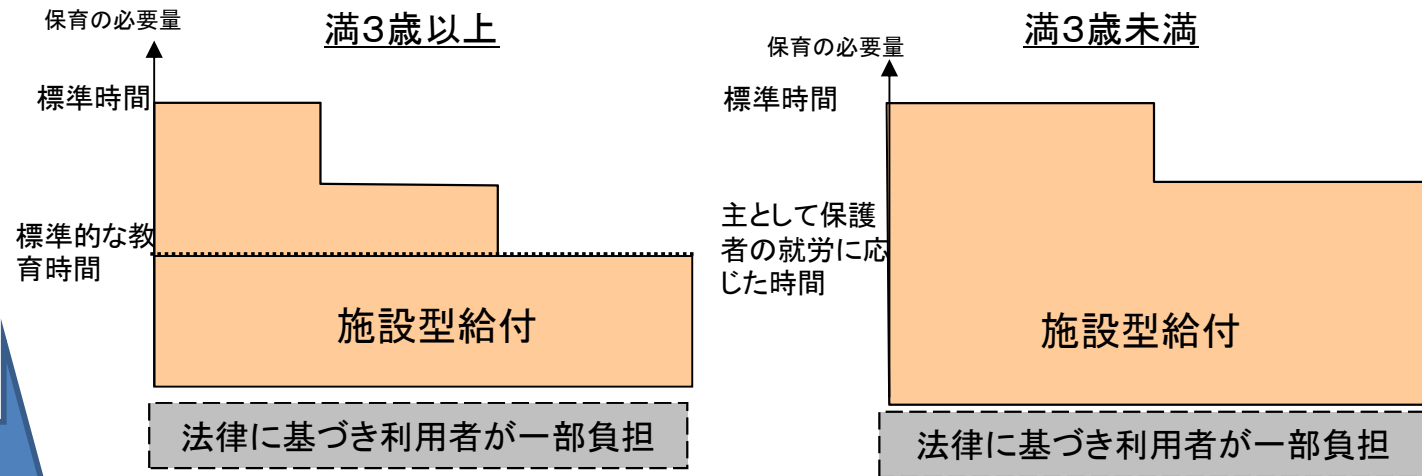 保育の必要量
満3歳以上
標準時間
標準的な教
育時間
施設型給付
法律に基づき利用者が一部負担
満3歳未満
保育の必要量
標準時間
主として保護
者の就労に応
じた時間
施設型給付
法律に基づき利用者が一部負担